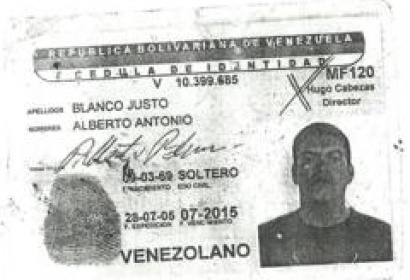 REPUBLICA BOLIVARIANA DE VENEZUELA
CEDULA DE IDENTIDAD
V 10.399.685
MF120
Hugo Cabezas
Director
APELLIDOS BLANCO JUSTO
NOMBRES ALBERTO ANTONIO
-03-69 SOLTERO
F. NACIMIENTO EDO CIVIL
28-07-05 07-2015
F. EXPEDICION F. VENCIMIENTO
VENEZOLANO